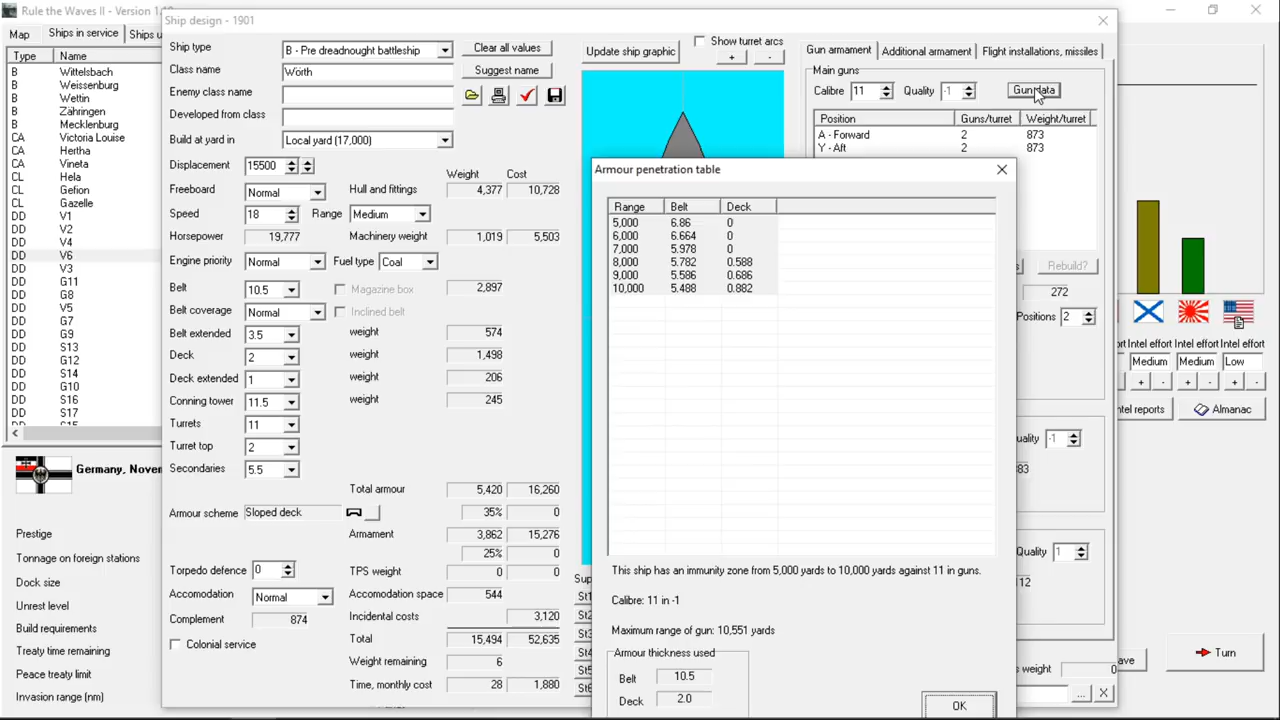 Rule the Waves II - Version 1.
Map
Ships in service
Ships u
Type
Name
B Wittelsbach
B Weissenburg
B Wettin
B Zähringen
B Mecklenburg
CA Victoria Louise
CA Hertha
CA Vineta
CL Hela
CL Gefion
CL Gazelle
DD V1
DD V2
DD V4
DD V6
DD V3
DD G11
DD G8
DD V5
DD G7
DD G9
DD S13
DD G12
DD S14
DD G10
DD S16
DD S17
DD S15
Germany, Noven
Prestige
Tonnage on foreign stations
Dock size
Unrest level
Build requirements
Treaty time remaining
Peace treaty limit
Invasion range (nm)
Ship design - 1901
Ship type B - Pre dreadnought battleship
Clear all values
Class name Wörth
Suggest name
Enemy class name
Developed from class
Build at yard in Local yard (17,000)
Displacement 15500
Weight Cost
Freeboard Normal Hull and fittings 4,377 10,728
Speed 18 Range Medium
Horsepower 19,777 Machinery weight 1,019 5,503
Engine priority Normal Fuel type Coal
Belt 10.5 Magazine box 2,897
Belt coverage Normal Inclined belt
Belt extended 3.5 weight 574
Deck 2 weight 1,498
Deck extended 1 weight 206
Conning tower 11.5 weight 245
Turrets 11
Turret top 2
Secondaries 5.5
Total armour 5,420 16,260
Armour scheme Sloped deck 35% 0
Armament 3,862 15,276
25% 0
Torpedo defence 0 TPS weight 0 0
Accomodation Normal Accomodation space 544
Complement 874 Incidental costs 3,120
Colonial service Total 15,494 52,635
Weight remaining 6
Time, monthly cost 28 1,880
Update ship graphic
Show turret arcs
+ -
Sup
St1
St2
St3
St4
St5
St6
Gun armament
Additional armament
Flight installations, missiles
Main guns
Calibre 11 Quality -1 Gun data
Position Guns/turret Weight/turret
A - Forward 2 873
Y - Aft 2 873
Rebuild?
272
Positions 2
uality -1
83
Quality 1
112
s weight 0
ave
...
X
Armour penetration table
Range Belt Deck
5,000 6.86 0
6,000 6.664 0
7,000 5.978 0
8,000 5.782 0.588
9,000 5.586 0.686
10,000 5.488 0.882
This ship has an immunity zone from 5,000 yards to 10,000 yards against 11 in guns.
Calibre: 11 in -1
Maximum range of gun: 10,551 yards
Armour thickness used
Belt 10.5
Deck 2.0
OK
Intel effort Intel effort Intel effort
Medium Medium Low
+ - + - + -
ntel reports
Almanac
Turn